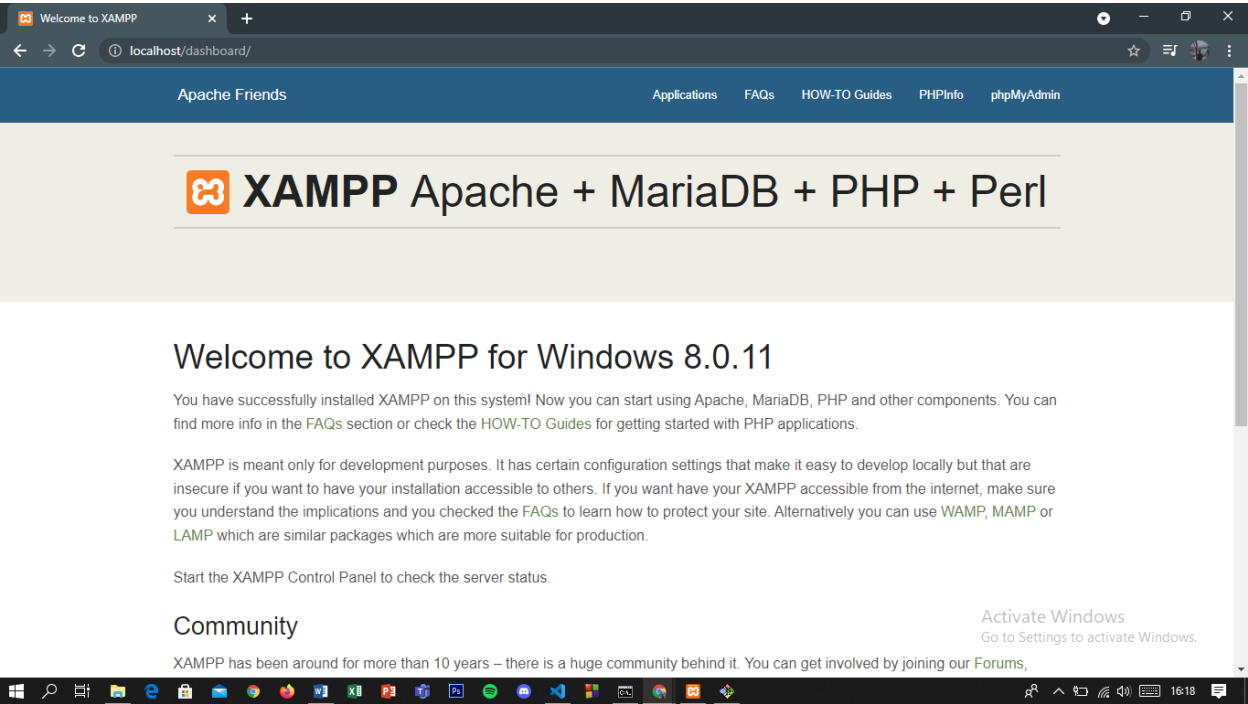 Welcome to XAMPP
localhost/dashboard/
Apache Friends
Applications FAQs HOW-TO Guides PHPInfo phpMyAdmin
XAMPP Apache + MariaDB + PHP + Perl
Welcome to XAMPP for Windows 8.0.11
You have successfully installed XAMPP on this system! Now you can start using Apache, MariaDB, PHP and other components. You can
find more info in the FAQs section or check the HOW-TO Guides for getting started with PHP applications.
XAMPP is meant only for development purposes. It has certain configuration settings that make it easy to develop locally but that are
insecure if you want to have your installation accessible to others. If you want have your XAMPP accessible from the internet, make sure
you understand the implications and you checked the FAQs to learn how to protect your site. Alternatively you can use WAMP, MAMP or
LAMP which are similar packages which are more suitable for production.
Start the XAMPP Control Panel to check the server status.
Community
XAMPP has been around for more than 10 years – there is a huge community behind it. You can get involved by joining our Forums,
Activate Windows
Go to Settings to activate Windows.
16:18